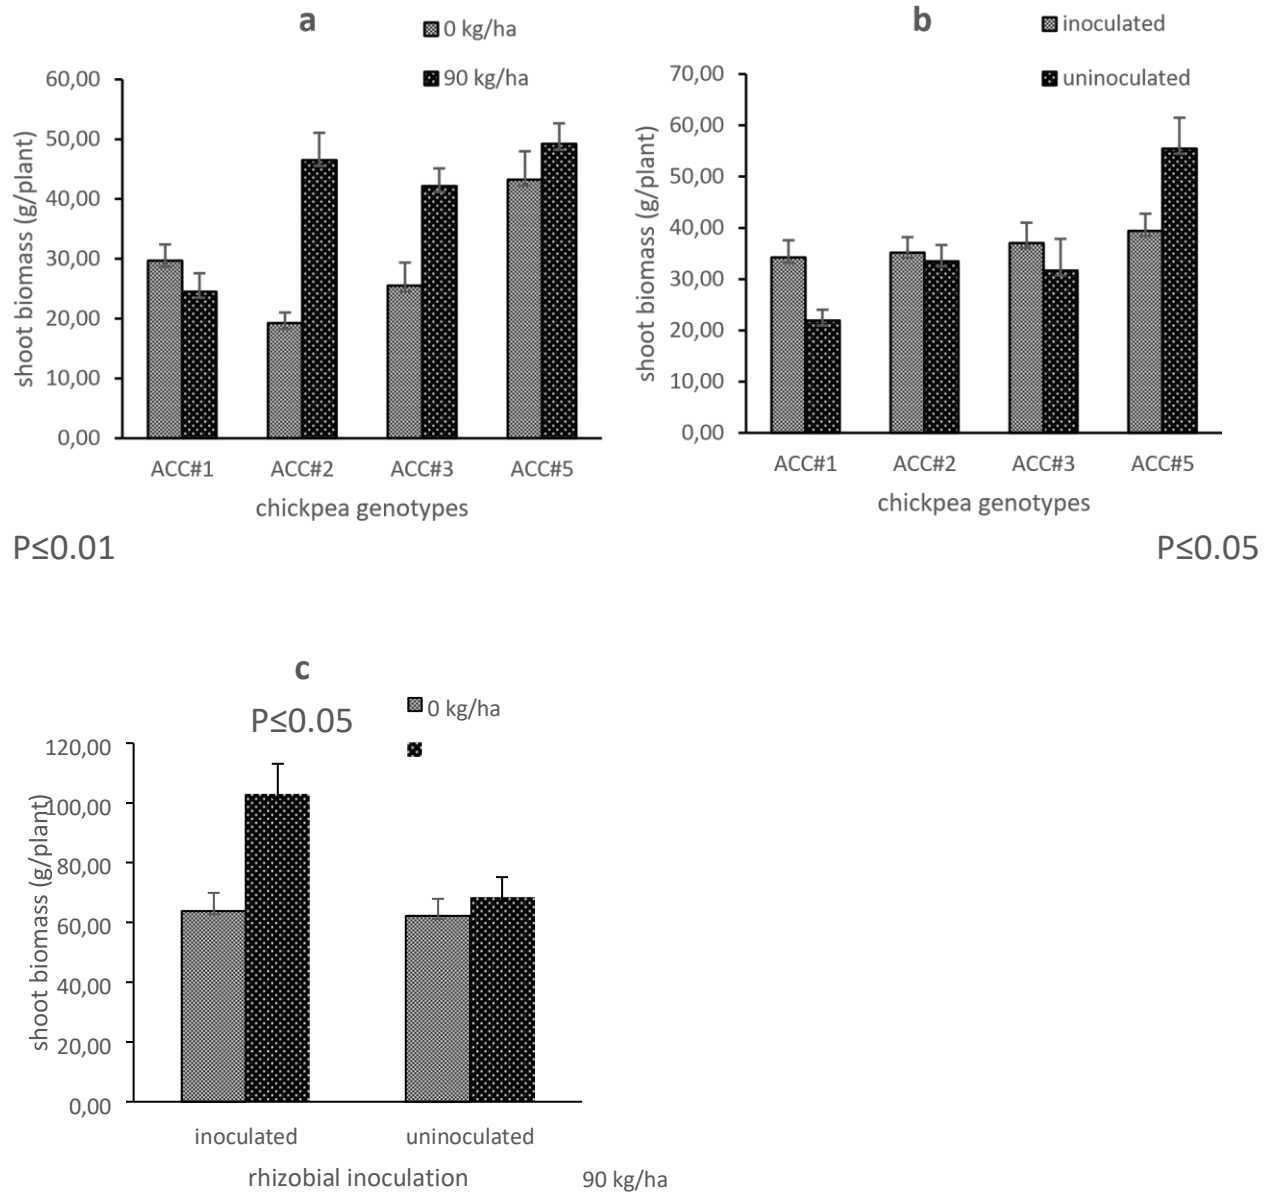 a
0 kg/ha
90 kg/ha
60,00
50,00
40,00
30,00
20,00
10,00
0,00
shoot biomass (g/plant)
ACC#1 ACC#2 ACC#3 ACC#5
chickpea genotypes
P≤0.01
b
inoculated
uninoculated
70,00
60,00
50,00
40,00
30,00
20,00
10,00
0,00
shoot biomass (g/plant)
ACC#1 ACC#2 ACC#3 ACC#5
chickpea genotypes
P≤0.05
c
P≤0.05
0 kg/ha
120,00
100,00
80,00
60,00
40,00
20,00
0,00
shoot biomass (g/plant)
inoculated uninoculated
rhizobial inoculation
90 kg/ha